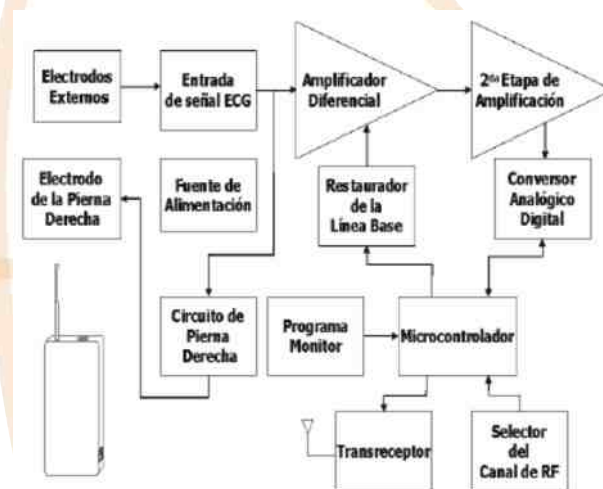 Electrodos
Externos
Entrada
de señal ECG
Amplificador
Diferencial
2da Etapa de
Amplificación
Electrodo
de la Pierna
Derecha
Fuente de
Alimentación
Restaurador
de la
Línea Base
Conversor
Analógico
Digital
Circuito de
Pierna
Derecha
Programa
Monitor
Microcontrolador
Transreceptor
Selector
del
Canal de RF